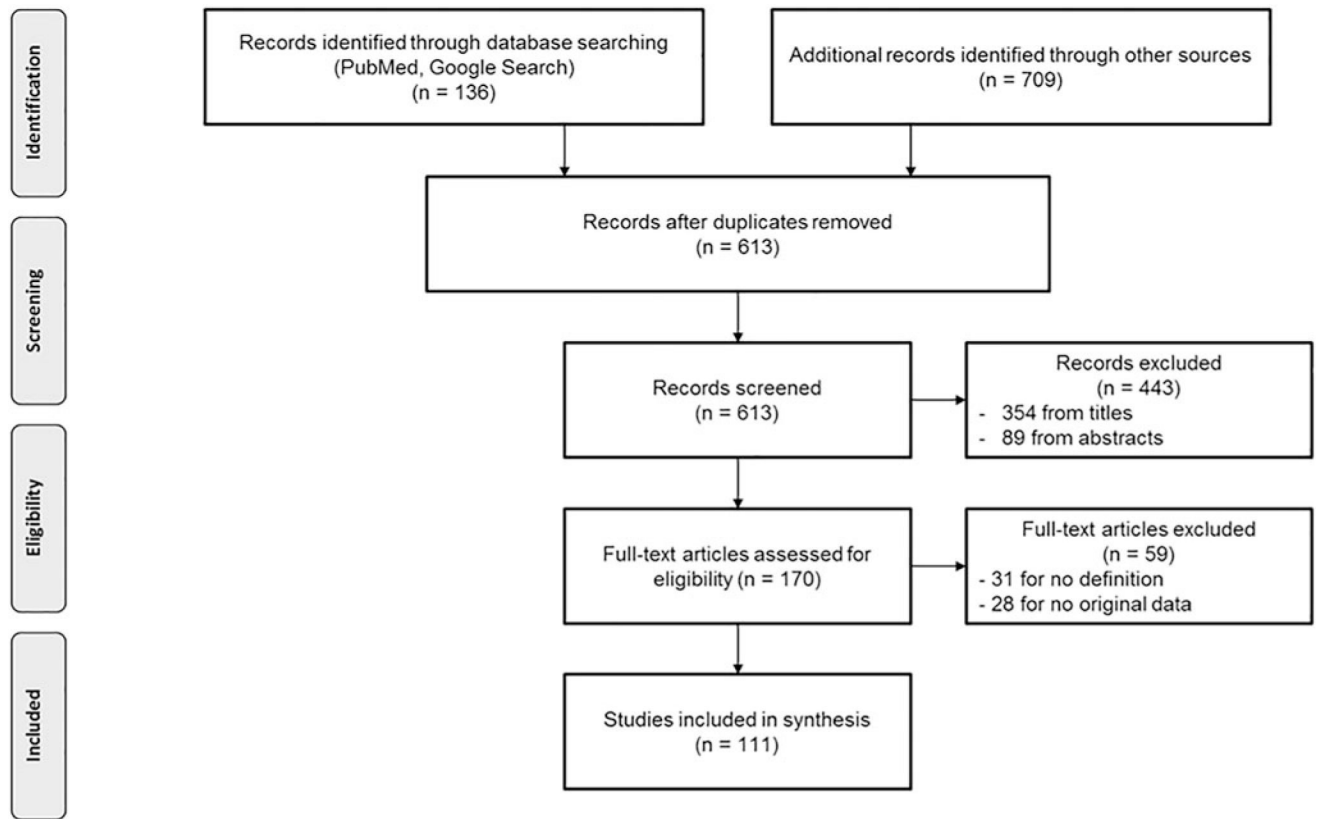 Identification
Records identified through database searching
(PubMed, Google Search)
(n = 136)
Additional records identified through other sources
(n = 709)
Screening
Records after duplicates removed
(n = 613)
Records screened
(n = 613)
Records excluded
(n = 443)
- 354 from titles
- 89 from abstracts
Eligibility
Full-text articles assessed for
eligibility (n = 170)
Full-text articles excluded
(n = 59)
- 31 for no definition
- 28 for no original data
Included
Studies included in synthesis
(n = 111)